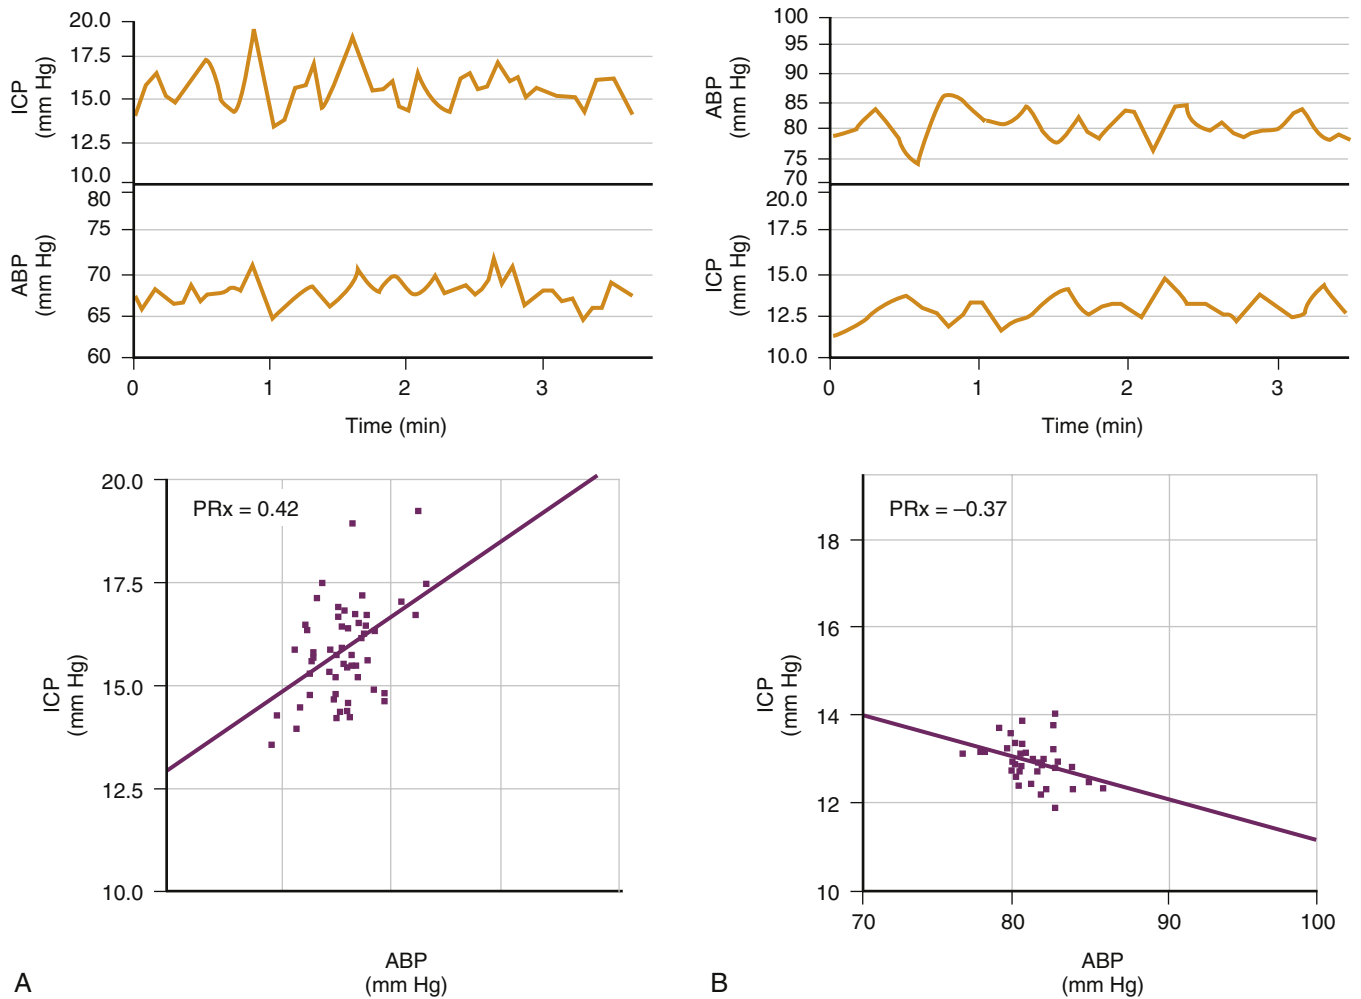 20.0
17.5
15.0
12.5
10.0
ICP
(mm Hg)
80
75
70
65
60
ABP
(mm Hg)
0 1 2 3
Time (min)
100
95
90
85
80
75
70
ABP
(mm Hg)
20.0
17.5
15.0
12.5
10.0
ICP
(mm Hg)
0 1 2 3
Time (min)
PRx = 0.42
20.0
17.5
15.0
12.5
10.0
ICP
(mm Hg)
ABP
(mm Hg)
A
PRx = –0.37
18
16
14
12
10
ICP
(mm Hg)
70 80 90 100
ABP
(mm Hg)
B